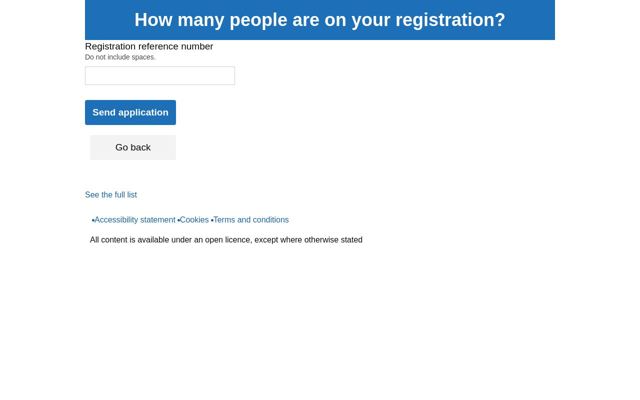 How many people are on your registration?
Registration reference number
Do not include spaces.
Send application
Go back
See the full list
•Accessibility statement •Cookies •Terms and conditions
All content is available under an open licence, except where otherwise stated